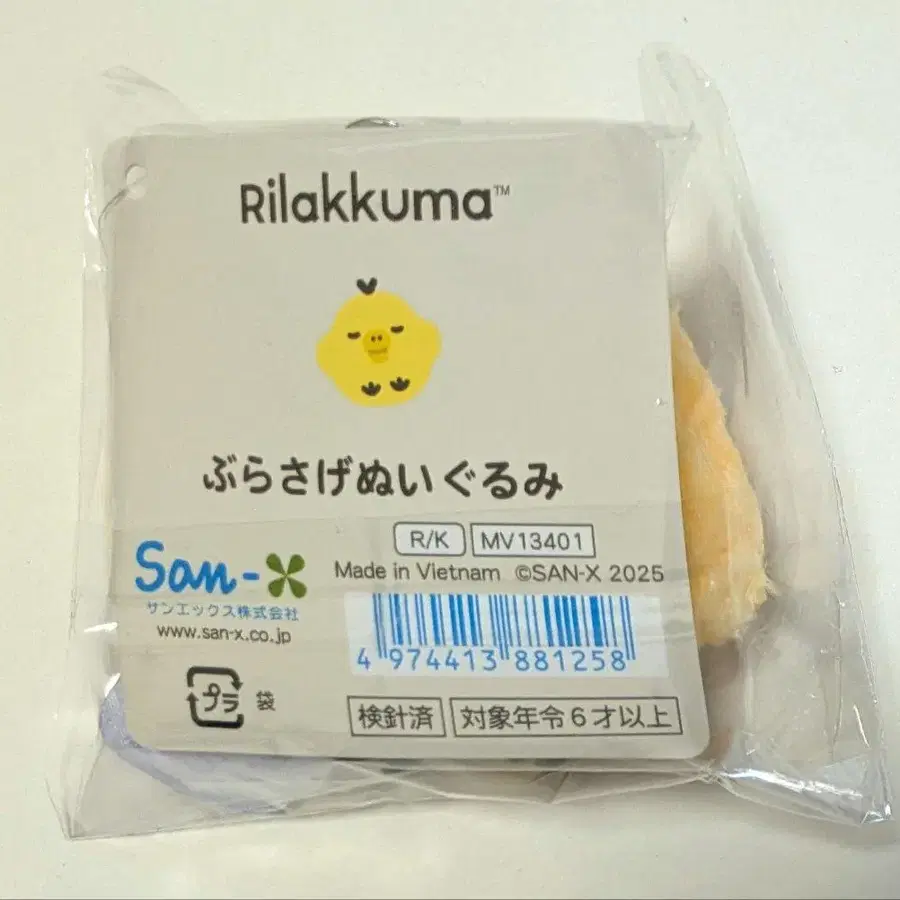 Rilakkuma™
ぶらさげぬいぐるみ
R/K MV13401
Made in Vietnam ©SAN-X 2025
San-X
サンエックス株式会社
www.san-x.co.jp
4 974413 881258
プラ 袋
検針済 対象年令6才以上